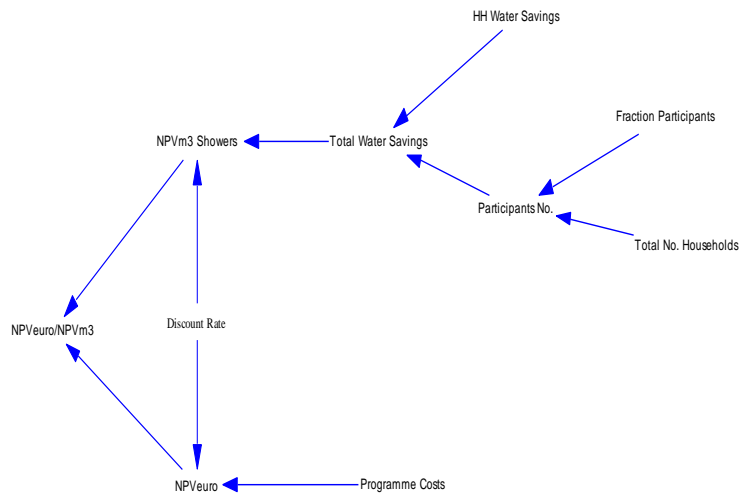 HH Water Savings
Fraction Participants
NPVm3 Showers
Total Water Savings
Participants No.
Total No. Households
Discount Rate
NPVeuro/NPVm3
NPVeuro
Programme Costs